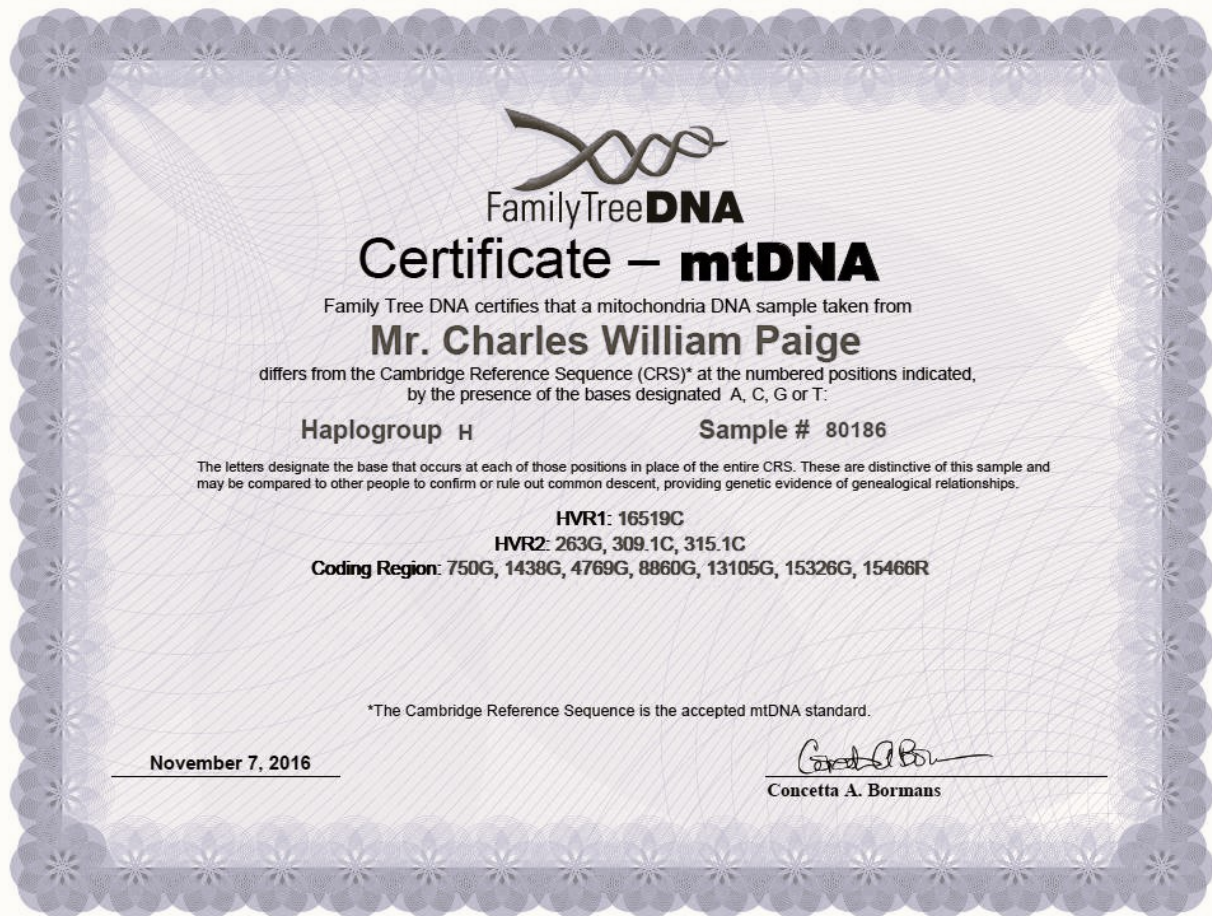 FamilyTreeDNA
Certificate – mtDNA
Family Tree DNA certifies that a mitochondria DNA sample taken from
Mr. Charles William Paige
differs from the Cambridge Reference Sequence (CRS)* at the numbered positions indicated,
by the presence of the bases designated A, C, G or T:
Haplogroup H Sample # 80186
The letters designate the base that occurs at each of those positions in place of the entire CRS. These are distinctive of this sample and
may be compared to other people to confirm or rule out common descent, providing genetic evidence of genealogical relationships.
HVR1: 16519C
HVR2: 263G, 309.1C, 315.1C
Coding Region: 750G, 1438G, 4769G, 8860G, 13105G, 15326G, 15466R
*The Cambridge Reference Sequence is the accepted mtDNA standard.
November 7, 2016
Concetta A. Bormans